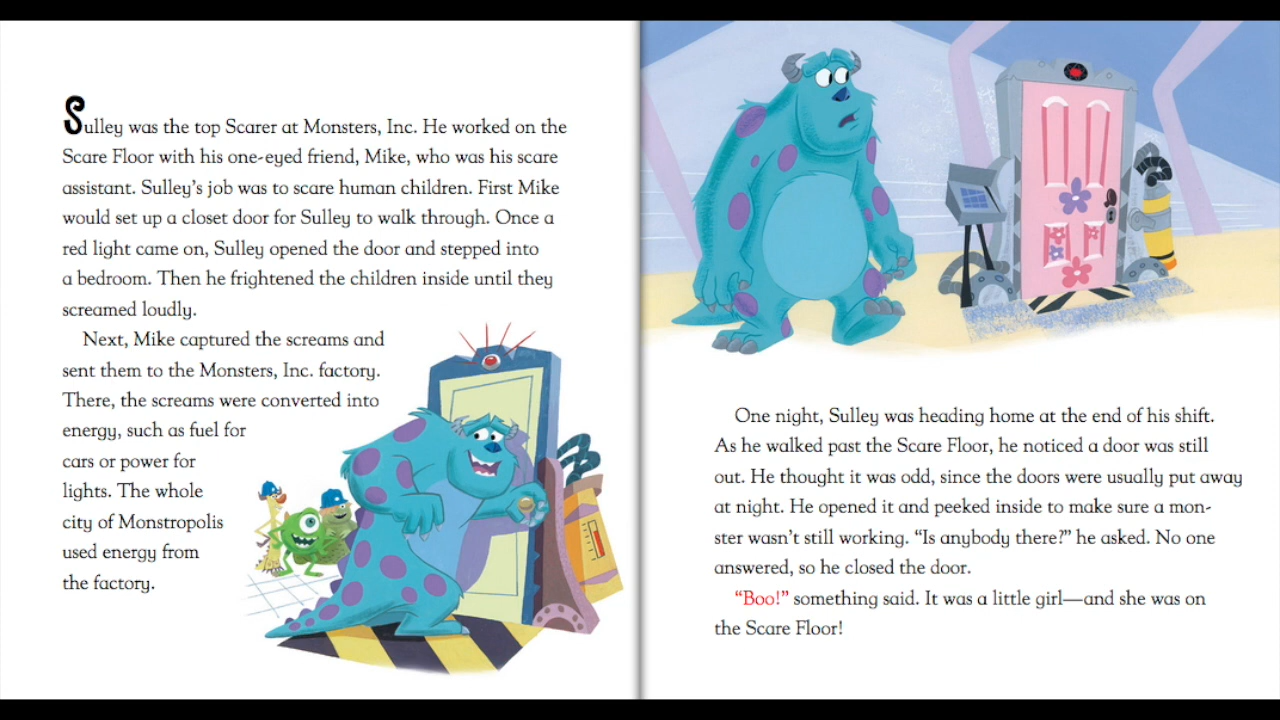 Sulley was the top Scarer at Monsters, Inc. He worked on the
Scare Floor with his one-eyed friend, Mike, who was his scare
assistant. Sulley's job was to scare human children. First Mike
would set up a closet door for Sulley to walk through. Once a
red light came on, Sulley opened the door and stepped into
a bedroom. Then he frightened the children inside until they
screamed loudly.
Next, Mike captured the screams and
sent them to the Monsters, Inc. factory.
There, the screams were converted into
energy, such as fuel for
cars or power for
lights. The whole
city of Monstropolis
used energy from
the factory.
One night, Sulley was heading home at the end of his shift.
As he walked past the Scare Floor, he noticed a door was still
out. He thought it was odd, since the doors were usually put away
at night. He opened it and peeked inside to make sure a mon-
ster wasn't still working. “Is anybody there?” he asked. No one
answered, so he closed the door.
“Boo!” something said. It was a little girl—and she was on
the Scare Floor!